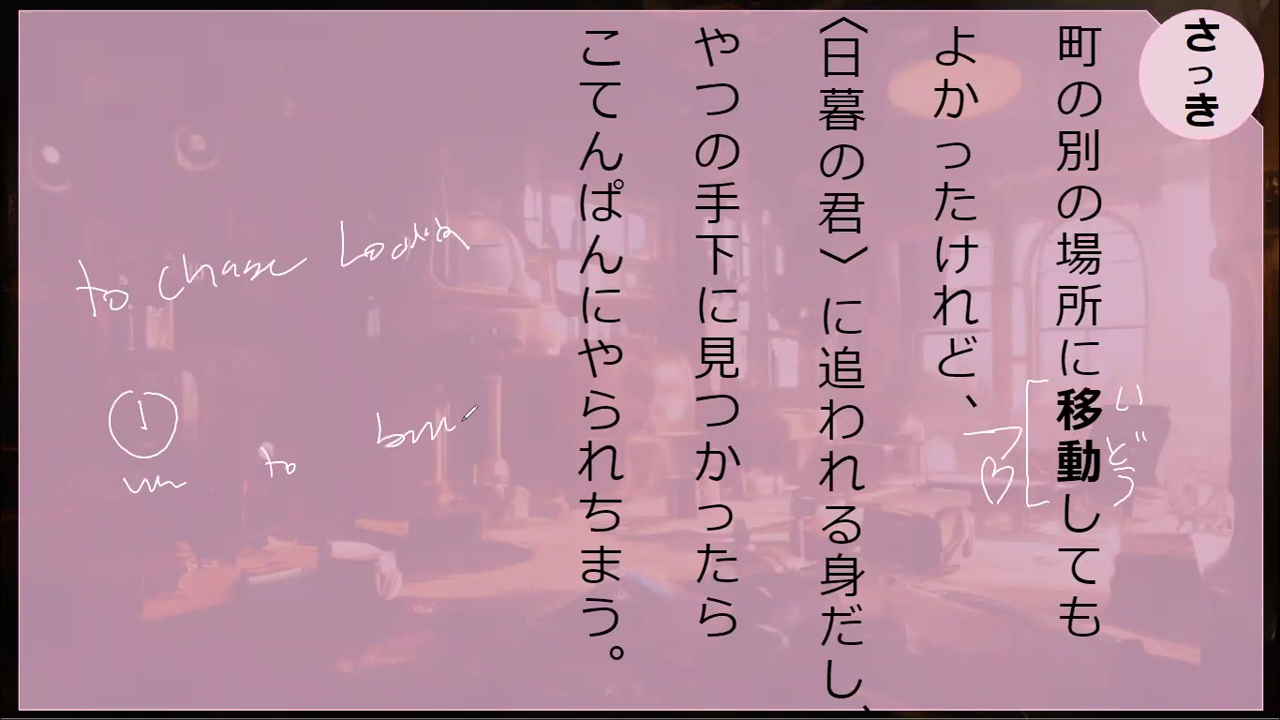 さっき
町の別の場所に移動しても
いどう
よかったけれど、
〈日暮の君〉に追われる身だし、
やつの手下に見つかったら
こてんぱんにやられちまう。
to change
①
to